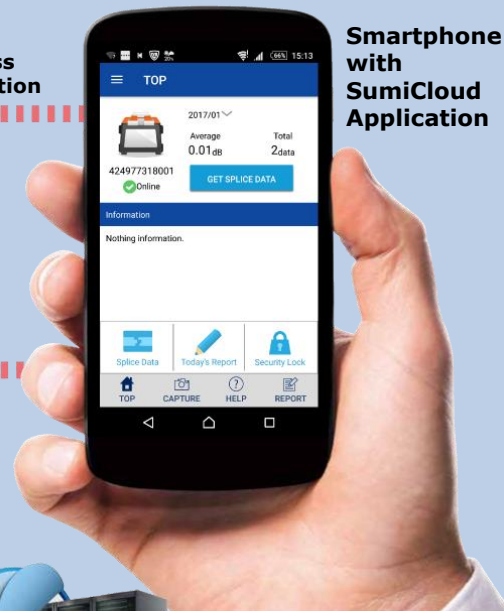 Smartphone
with
SumiCloud
Application
ss
tion
66% 15:13
TOP
2017/01
Average Total
0.01dB 2data
424977318001
Online
GET SPLICE DATA
Information
Nothing information.
Splice Data Today's Report Security Lock
TOP CAPTURE HELP REPORT